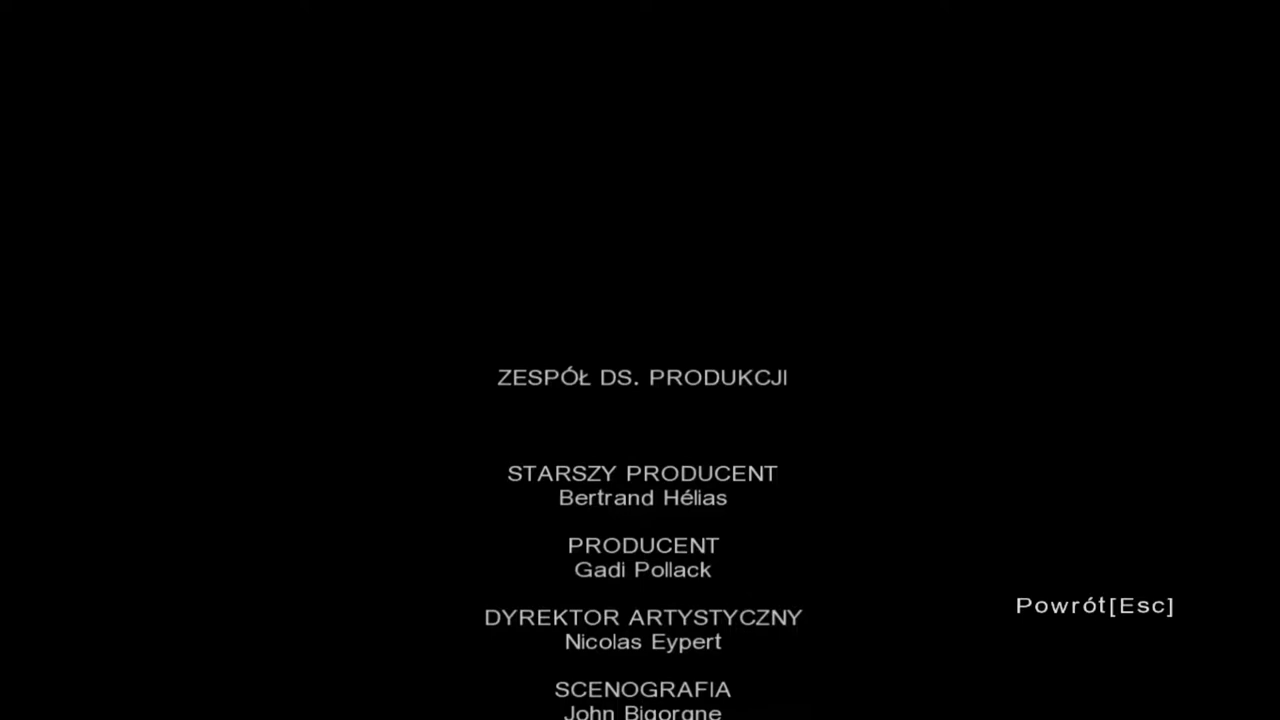 ZESPÓŁ DS. PRODUKCJI
STARSZY PRODUCENT
Bertrand Hélias
PRODUCENT
Gadi Pollack
Powrót[Esc]
DYREKTOR ARTYSTYCZNY
Nicolas Eypert
SCENOGRAFIA
John Bigorgne